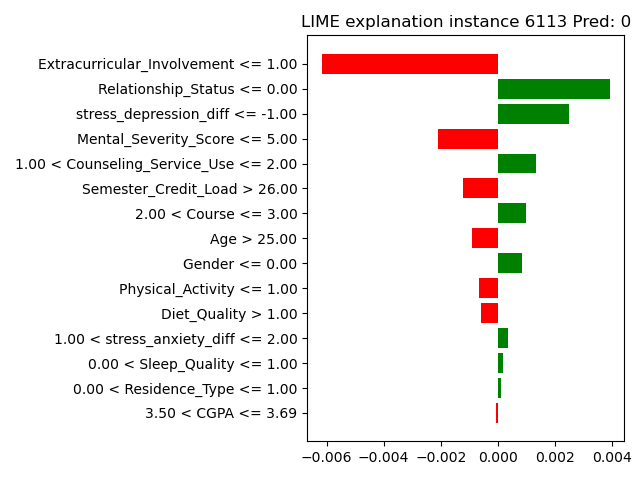 LIME explanation instance 6113 Pred: 0
Extracurricular_Involvement <= 1.00
Relationship_Status <= 0.00
stress_depression_diff <= -1.00
Mental_Severity_Score <= 5.00
1.00 < Counseling_Service_Use <= 2.00
Semester_Credit_Load > 26.00
2.00 < Course <= 3.00
Age > 25.00
Gender <= 0.00
Physical_Activity <= 1.00
Diet_Quality > 1.00
1.00 < stress_anxiety_diff <= 2.00
0.00 < Sleep_Quality <= 1.00
0.00 < Residence_Type <= 1.00
3.50 < CGPA <= 3.69
−0.006 −0.004 −0.002 0.000 0.002 0.004